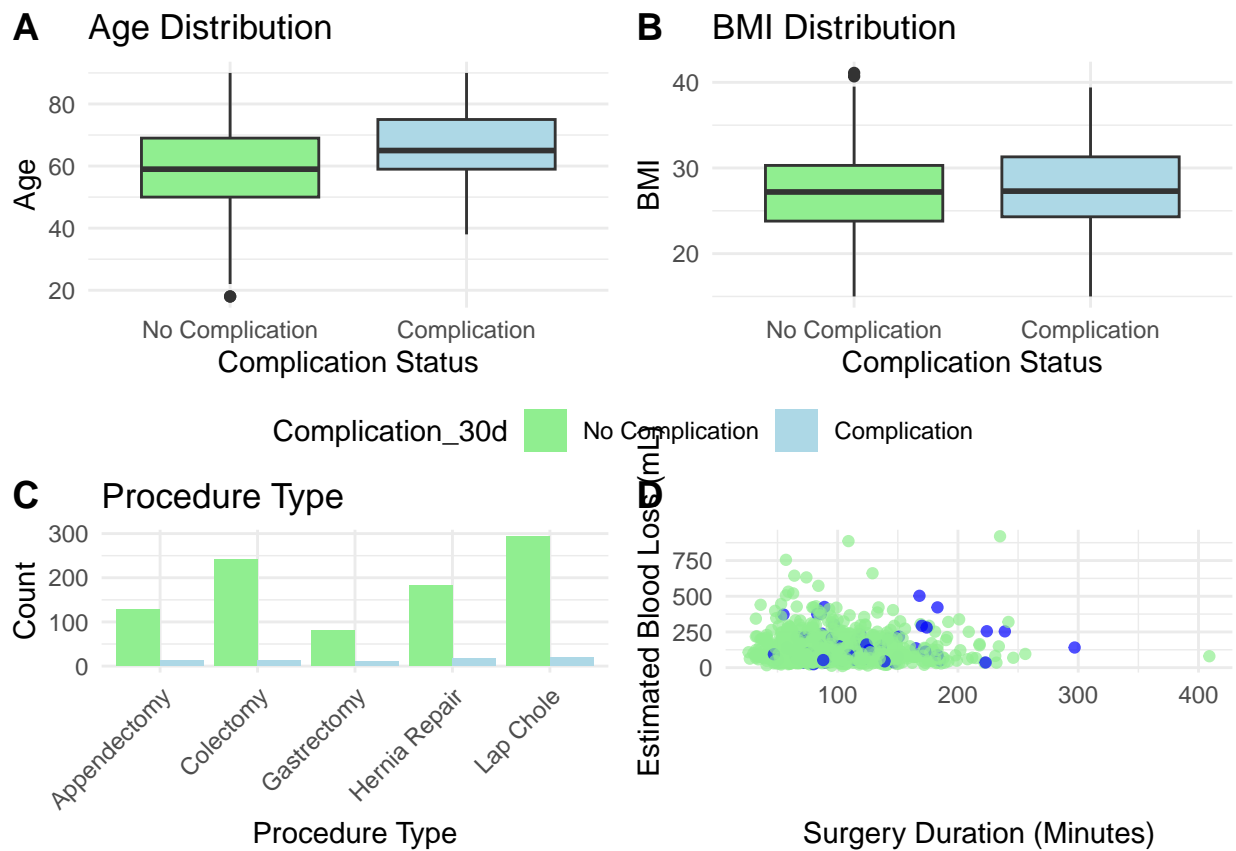 A Age Distribution
Age
80
60
40
20
No Complication Complication
Complication Status
B BMI Distribution
BMI
40
30
20
No Complication Complication
Complication Status
Complication_30d No Complication Complication
C Procedure Type
Count
300
200
100
0
Appendectomy
Colectomy
Gastrectomy
Hernia Repair
Lap Chole
Procedure Type
D
Estimated Blood Loss (mL)
750
500
250
0
100 200 300 400
Surgery Duration (Minutes)